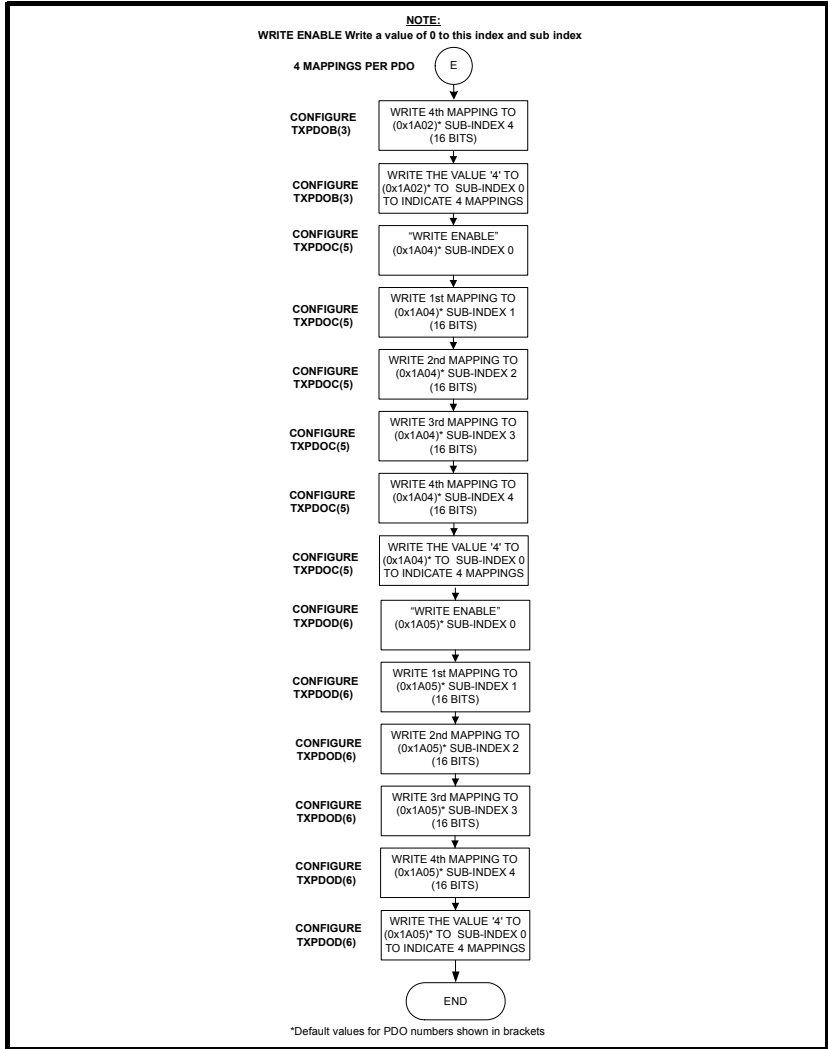 NOTE:
WRITE ENABLE Write a value of 0 to this index and sub index
4 MAPPINGS PER PDO
E
CONFIGURE
TXPDOB(3)
WRITE 4th MAPPING TO
(0x1A02)* SUB-INDEX 4
(16 BITS)
CONFIGURE
TXPDOB(3)
WRITE THE VALUE '4' TO
(0x1A02)* TO SUB-INDEX 0
TO INDICATE 4 MAPPINGS
CONFIGURE
TXPDOC(5)
"WRITE ENABLE"
(0x1A04)* SUB-INDEX 0
CONFIGURE
TXPDOC(5)
WRITE 1st MAPPING TO
(0x1A04)* SUB-INDEX 1
(16 BITS)
CONFIGURE
TXPDOC(5)
WRITE 2nd MAPPING TO
(0x1A04)* SUB-INDEX 2
(16 BITS)
CONFIGURE
TXPDOC(5)
WRITE 3rd MAPPING TO
(0x1A04)* SUB-INDEX 3
(16 BITS)
CONFIGURE
TXPDOC(5)
WRITE 4th MAPPING TO
(0x1A04)* SUB-INDEX 4
(16 BITS)
CONFIGURE
TXPDOC(5)
WRITE THE VALUE '4' TO
(0x1A04)* TO SUB-INDEX 0
TO INDICATE 4 MAPPINGS
CONFIGURE
TXPDOD(6)
"WRITE ENABLE"
(0x1A05)* SUB-INDEX 0
CONFIGURE
TXPDOD(6)
WRITE 1st MAPPING TO
(0x1A05)* SUB-INDEX 1
(16 BITS)
CONFIGURE
TXPDOD(6)
WRITE 2nd MAPPING TO
(0x1A05)* SUB-INDEX 2
(16 BITS)
CONFIGURE
TXPDOD(6)
WRITE 3rd MAPPING TO
(0x1A05)* SUB-INDEX 3
(16 BITS)
CONFIGURE
TXPDOD(6)
WRITE 4th MAPPING TO
(0x1A05)* SUB-INDEX 4
(16 BITS)
CONFIGURE
TXPDOD(6)
WRITE THE VALUE '4' TO
(0x1A05)* TO SUB-INDEX 0
TO INDICATE 4 MAPPINGS
END
*Default values for PDO numbers shown in brackets